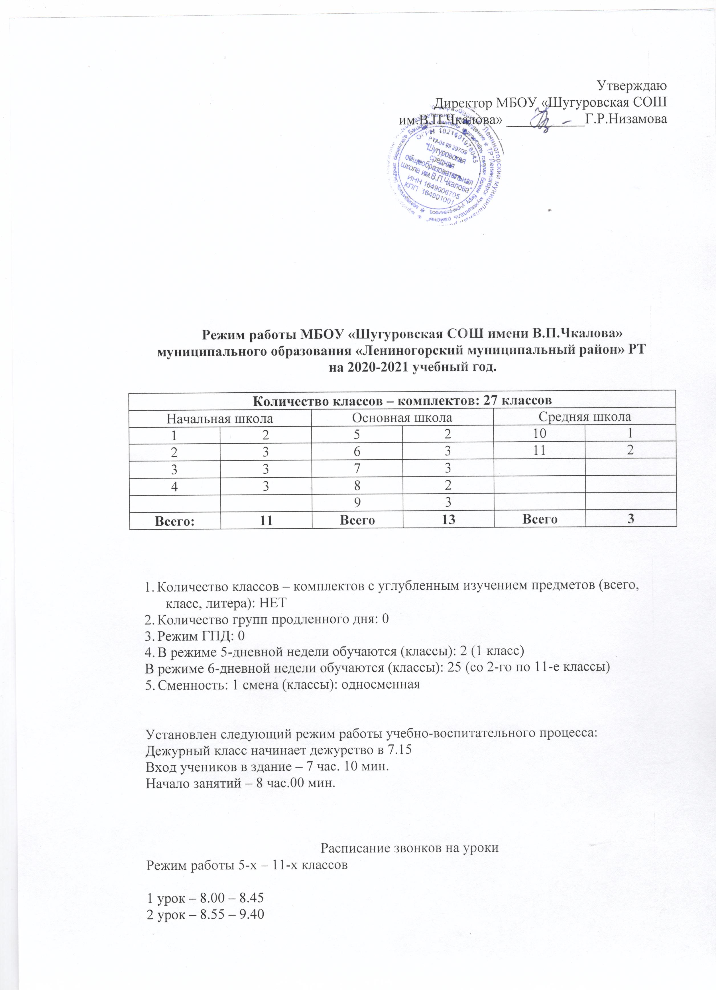 Утверждаю
Директор МБОУ «Шугуровская СОШ
им.В.П.Чкалова» ____________Г.Р.Низамова
ОГРН 1021601978045
Р 12-04 09 297/39
"Шугуровская
средняя
общеобразовательная
школа им.В.П.Чкалова"
ИНН 1649006705
КПП 164901001
Режим работы МБОУ «Шугуровская СОШ имени В.П.Чкалова»
муниципального образования «Лениногорский муниципальный район» РТ
на 2020-2021 учебный год.
Количество классов – комплектов: 27 классов
Начальная школа Основная школа Средняя школа
1 2 5 2 10 1
2 3 6 3 11 2
3 3 7 3
4 3 8 2
9 3
Всего: 11 Всего 13 Всего 3
1. Количество классов – комплектов с углубленным изучением предметов (всего,
класс, литера): НЕТ
2. Количество групп продленного дня: 0
3. Режим ГПД: 0
4. В режиме 5-дневной недели обучаются (классы): 2 (1 класс)
В режиме 6-дневной недели обучаются (классы): 25 (со 2-го по 11-е классы)
5. Сменность: 1 смена (классы): односменная
Установлен следующий режим работы учебно-воспитательного процесса:
Дежурный класс начинает дежурство в 7.15
Вход учеников в здание – 7 час. 10 мин.
Начало занятий – 8 час.00 мин.
Расписание звонков на уроки
Режим работы 5-х – 11-х классов
1 урок – 8.00 – 8.45
2 урок – 8.55 – 9.40